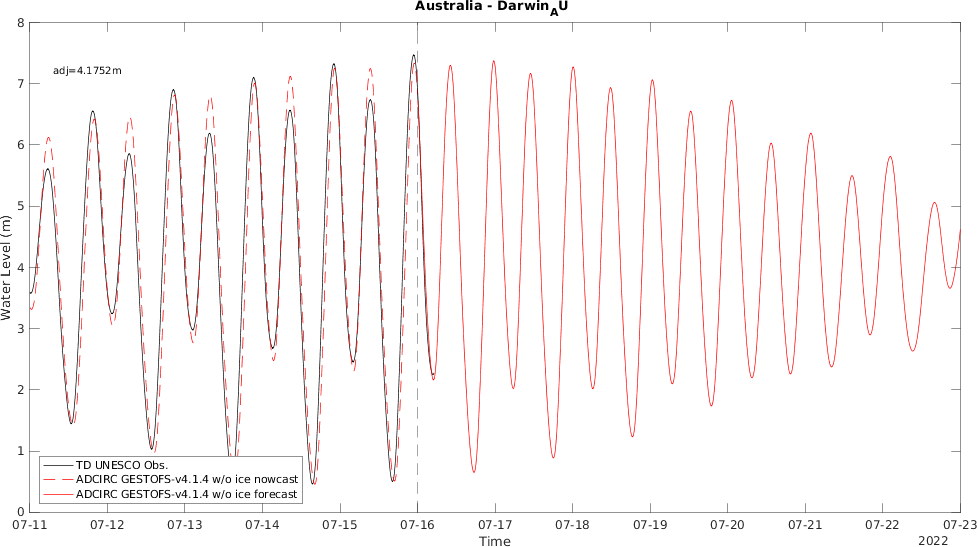 Australia - Darwin_AU
adj=4.1752m
Water Level (m)
8
7
6
5
4
3
2
1
0
TD UNESCO Obs.
ADCIRC GESTOFS-v4.1.4 w/o ice nowcast
ADCIRC GESTOFS-v4.1.4 w/o ice forecast
07-11 07-12 07-13 07-14 07-15 07-16 07-17 07-18 07-19 07-20 07-21 07-22 07-23
Time
2022